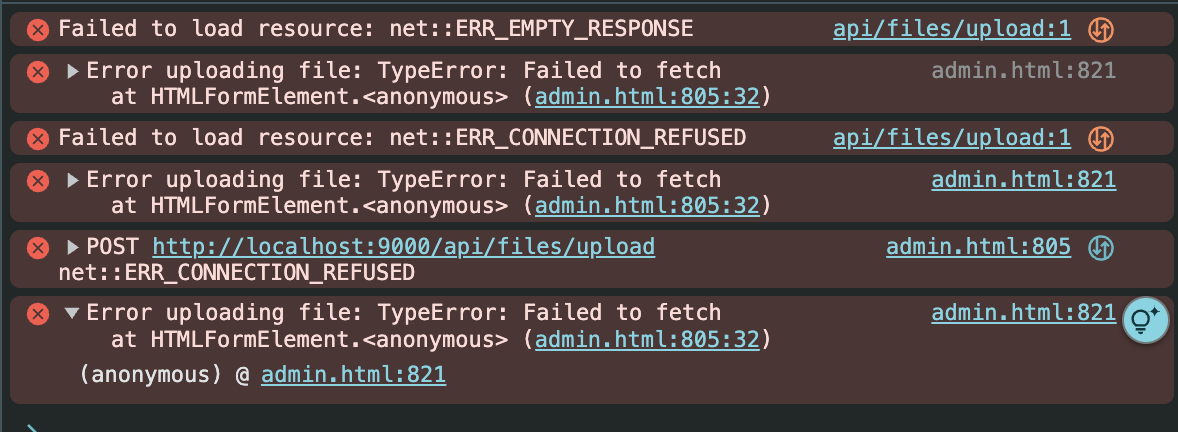 Failed to load resource: net::ERR_EMPTY_RESPONSE api/files/upload:1
Error uploading file: TypeError: Failed to fetch admin.html:821
at HTMLFormElement.<anonymous> (admin.html:805:32)
Failed to load resource: net::ERR_CONNECTION_REFUSED api/files/upload:1
Error uploading file: TypeError: Failed to fetch admin.html:821
at HTMLFormElement.<anonymous> (admin.html:805:32)
POST http://localhost:9000/api/files/upload admin.html:805
net::ERR_CONNECTION_REFUSED
Error uploading file: TypeError: Failed to fetch admin.html:821
at HTMLFormElement.<anonymous> (admin.html:805:32)
(anonymous) @ admin.html:821